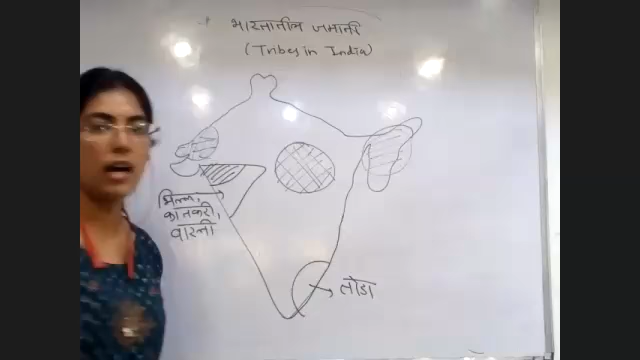 भारतातील जमाती
(Tribes in India)
भिल्ल,
कातकरी,
वारली
तोडा